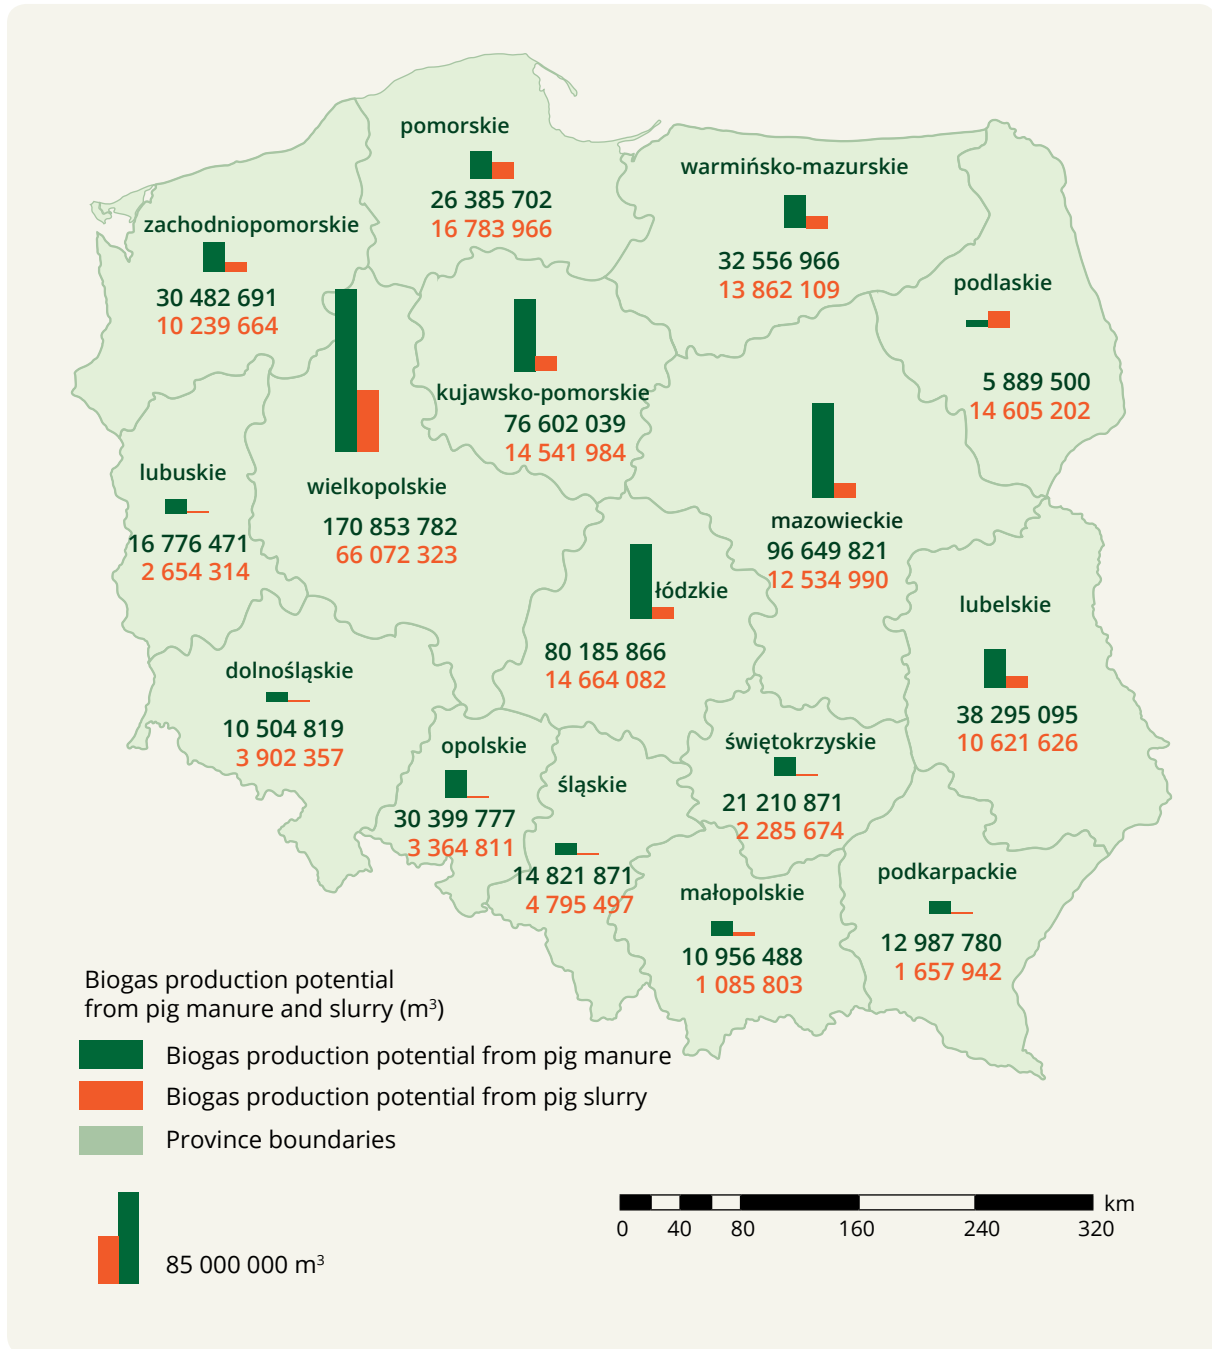 pomorskie
26 385 702
16 783 966
warmińsko-mazurskie
32 556 966
13 862 109
zachodniopomorskie
30 482 691
10 239 664
podlaskie
5 889 500
14 605 202
kujawsko-pomorskie
76 602 039
14 541 984
lubuskie
16 776 471
2 654 314
wielkopolskie
170 853 782
66 072 323
mazowieckie
96 649 821
12 534 990
łódzkie
80 185 866
14 664 082
lubelskie
38 295 095
10 621 626
dolnośląskie
10 504 819
3 902 357
opolskie
30 399 777
3 364 811
śląskie
14 821 871
4 795 497
świętokrzyskie
21 210 871
2 285 674
małopolskie
10 956 488
1 085 803
podkarpackie
12 987 780
1 657 942
Biogas production potential
from pig manure and slurry (m³)
Biogas production potential from pig manure
Biogas production potential from pig slurry
Province boundaries
85 000 000 m³
km
0 40 80 160 240 320